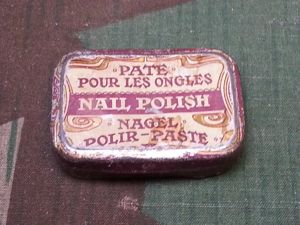 PATE
POUR LES ONGLES
NAIL POLISH
NAGEL
POLIR-PASTE